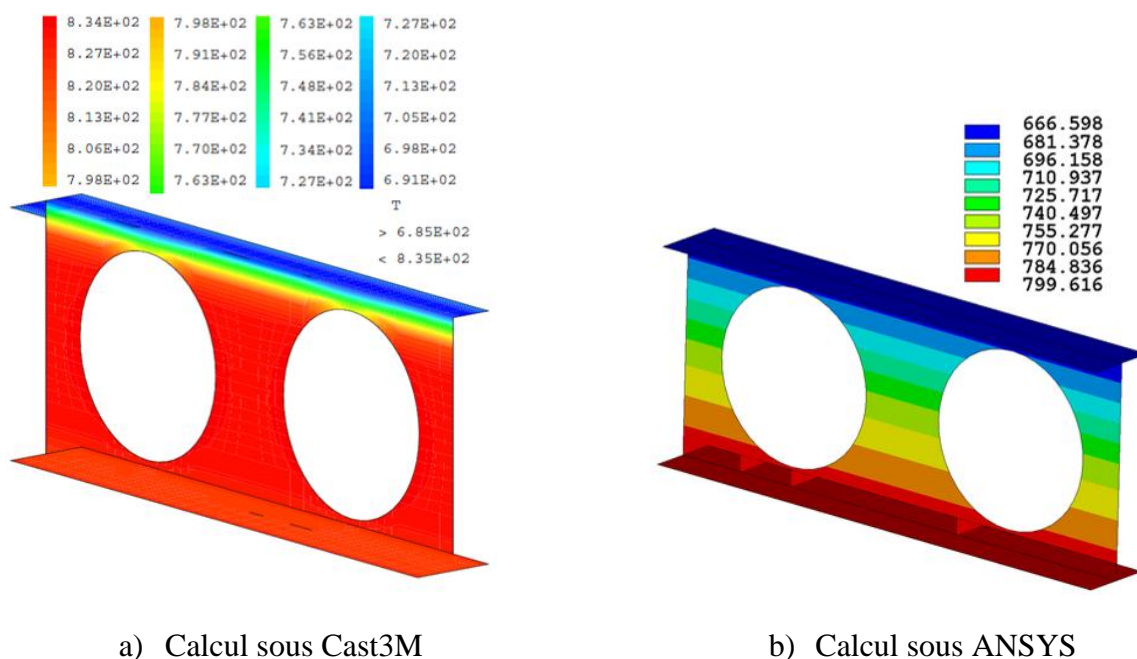 8.34E+02 7.98E+02 7.63E+02 7.27E+02
8.27E+02 7.91E+02 7.56E+02 7.20E+02
8.20E+02 7.84E+02 7.48E+02 7.13E+02
8.13E+02 7.77E+02 7.41E+02 7.05E+02
8.06E+02 7.70E+02 7.34E+02 6.98E+02
7.98E+02 7.63E+02 7.27E+02 6.91E+02
T
> 6.85E+02
< 8.35E+02
666.598
681.378
696.158
710.937
725.717
740.497
755.277
770.056
784.836
799.616
a) Calcul sous Cast3M
b) Calcul sous ANSYS